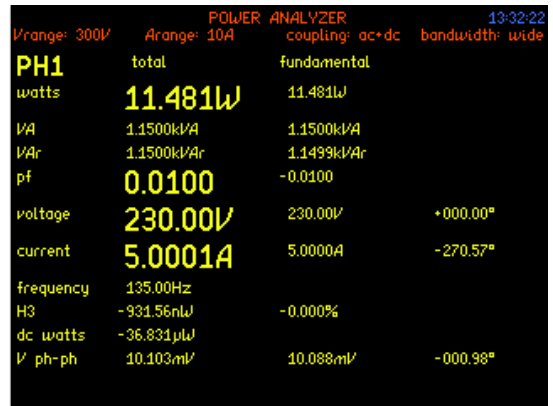 POWER ANALYZER 13:32:22
Vrange: 300V Arange: 10A coupling: ac+dc bandwidth: wide
PH1 total fundamental
watts 11.481W 11.481W
VA 1.1500kVA 1.1500kVA
VAr 1.1500kVAr 1.1499kVAr
pf 0.0100 -0.0100
voltage 230.00V 230.00V +000.00°
current 5.0001A 5.0000A -270.57°
frequency 135.00Hz
H3 -931.56nW -0.000%
dc watts -36.831µW
V ph-ph 10.103mV 10.088mV -000.98°